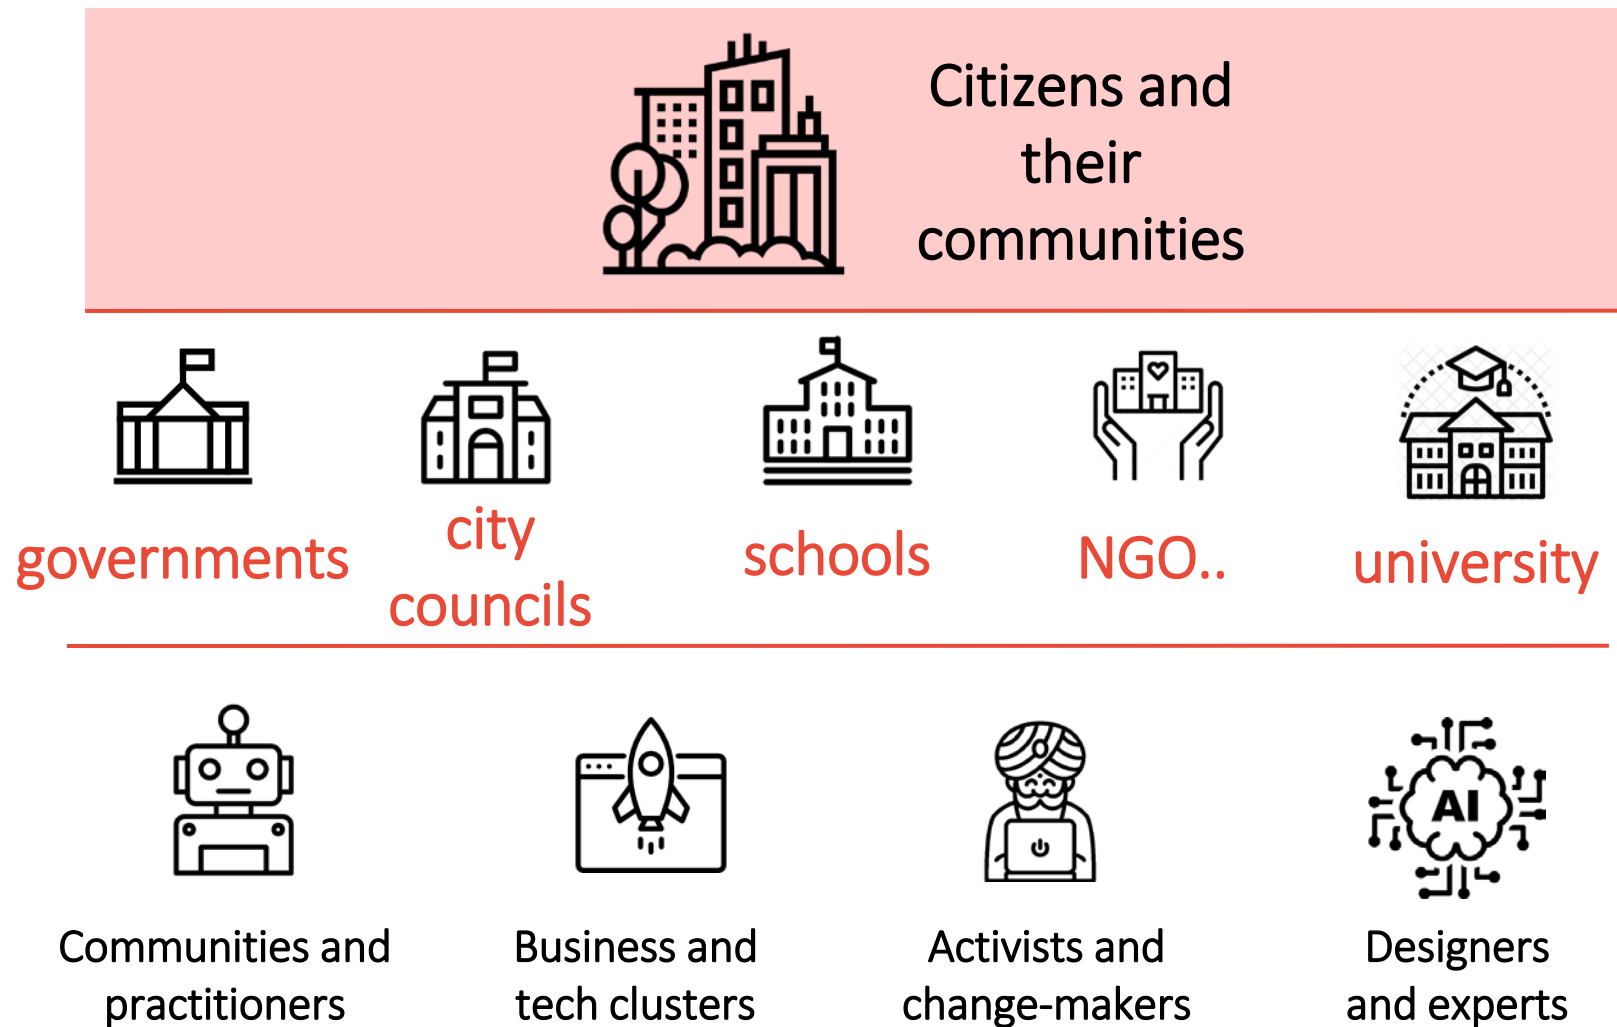 Citizens and
their
communities
governments
city
councils
schools
NGO..
university
AI
Communities and
practitioners
Business and
tech clusters
Activists and
change-makers
Designers
and experts